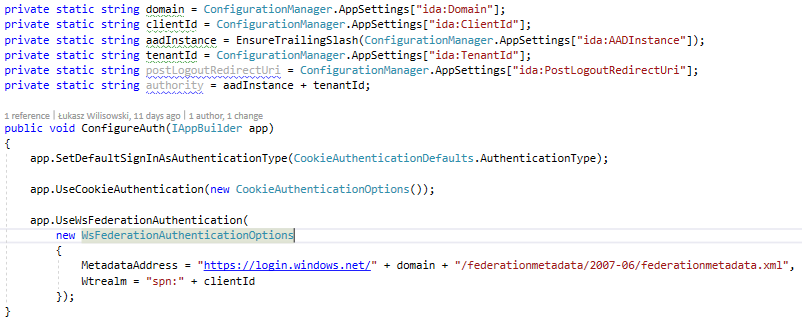 private static string domain = ConfigurationManager.AppSettings["ida:Domain"];
private static string clientId = ConfigurationManager.AppSettings["ida:ClientId"];
private static string aadInstance = EnsureTrailingSlash(ConfigurationManager.AppSettings["ida:AADInstance"]);
private static string tenantId = ConfigurationManager.AppSettings["ida:TenantId"];
private static string postLogoutRedirectUri = ConfigurationManager.AppSettings["ida:PostLogoutRedirectUri"];
private static string authority = aadInstance + tenantId;
1 reference | Łukasz Wilisowski, 11 days ago | 1 author, 1 change
public void ConfigureAuth(IAppBuilder app)
{
app.SetDefaultSignInAsAuthenticationType(CookieAuthenticationDefaults.AuthenticationType);
app.UseCookieAuthentication(new CookieAuthenticationOptions());
app.UseWsFederationAuthentication(
new WsFederationAuthenticationOptions
{
MetadataAddress = "https://login.windows.net/" + domain + "/federationmetadata/2007-06/federationmetadata.xml",
Wtrealm = "spn:" + clientId
});
}